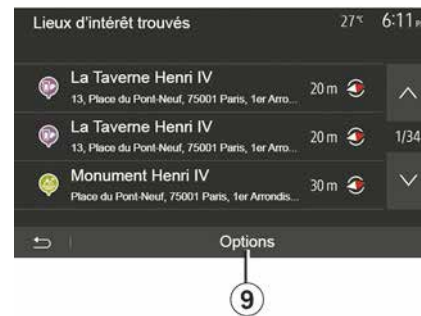 Lieux d'intérêt trouvés 27°C 6:11
La Taverne Henri IV
13, Place du Pont-Neuf, 75001 Paris, 1er Arro... 20 m
La Taverne Henri IV
13, Place du Pont-Neuf, 75001 Paris, 1er Arro... 20 m
1/34
Monument Henri IV
Place du Pont-Neuf, 75001 Paris, 1er Arrondis... 30 m
Options
9